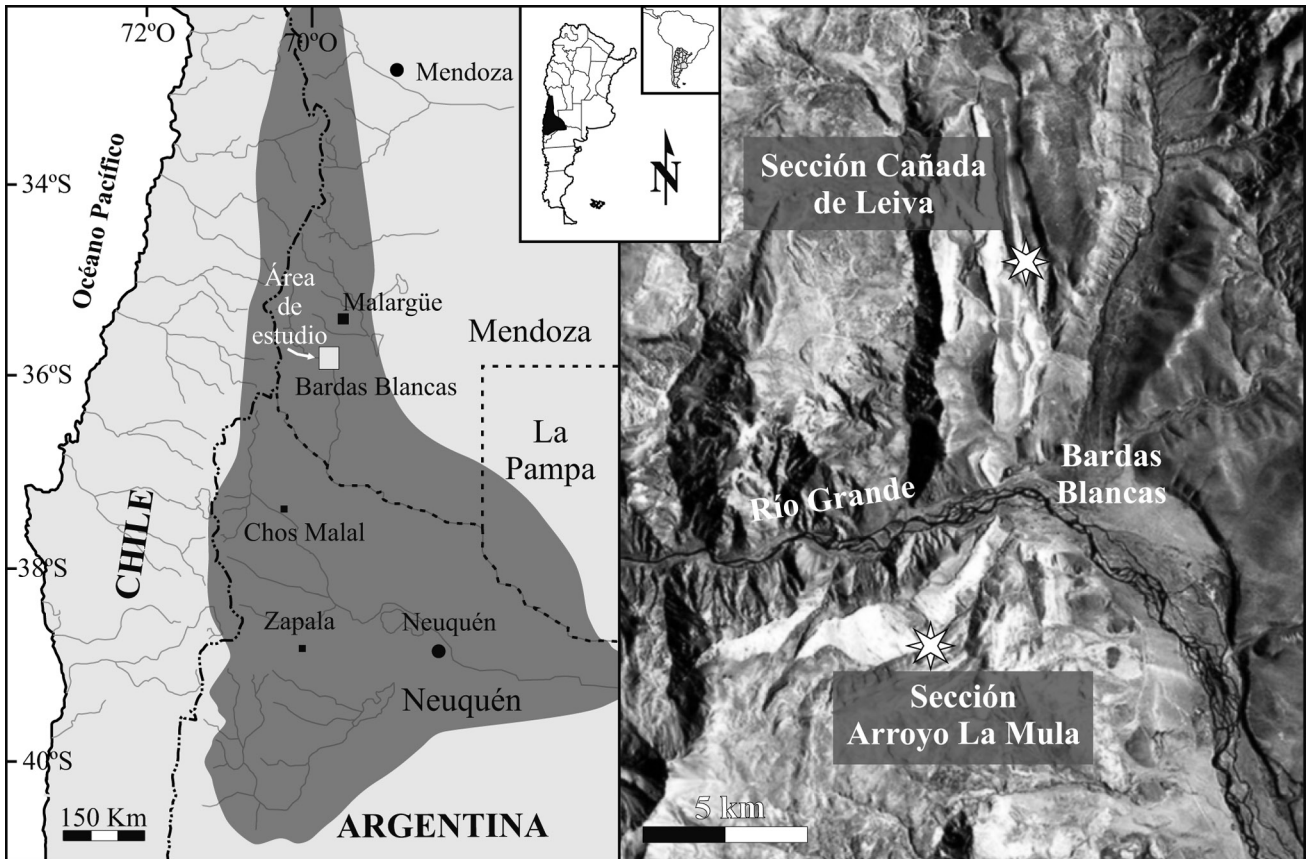 72ºO
70ºO
Mendoza
34ºS
Océano Pacífico
Área
de
estudio
Malargüe
Mendoza
36ºS
Bardas Blancas
La
Pampa
CHILE
Chos Malal
38ºS
Zapala
Neuquén
Neuquén
40ºS
150 Km
ARGENTINA
N
Sección Cañada
de Leiva
Bardas
Blancas
Río Grande
Sección
Arroyo La Mula
5 km